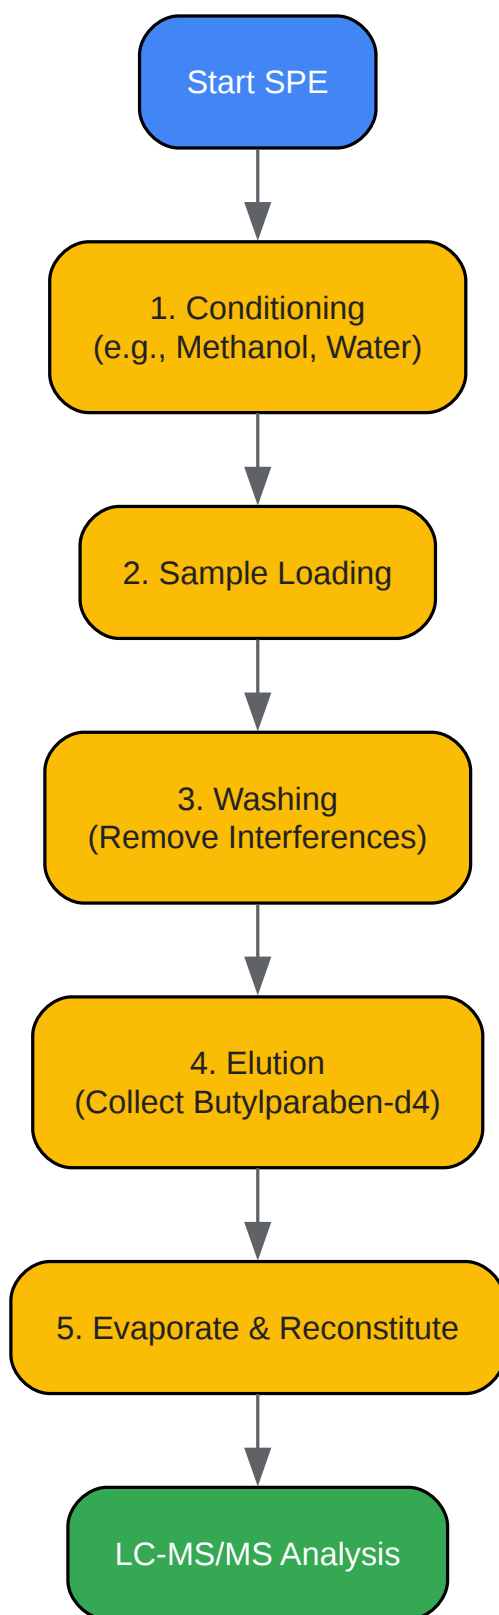 Start SPE
1. Conditioning
(e.g., Methanol, Water)
2. Sample Loading
3. Washing
(Remove Interferences)
4. Elution
(Collect Butylparaben-d4)
5. Evaporate & Reconstitute
LC-MS/MS Analysis